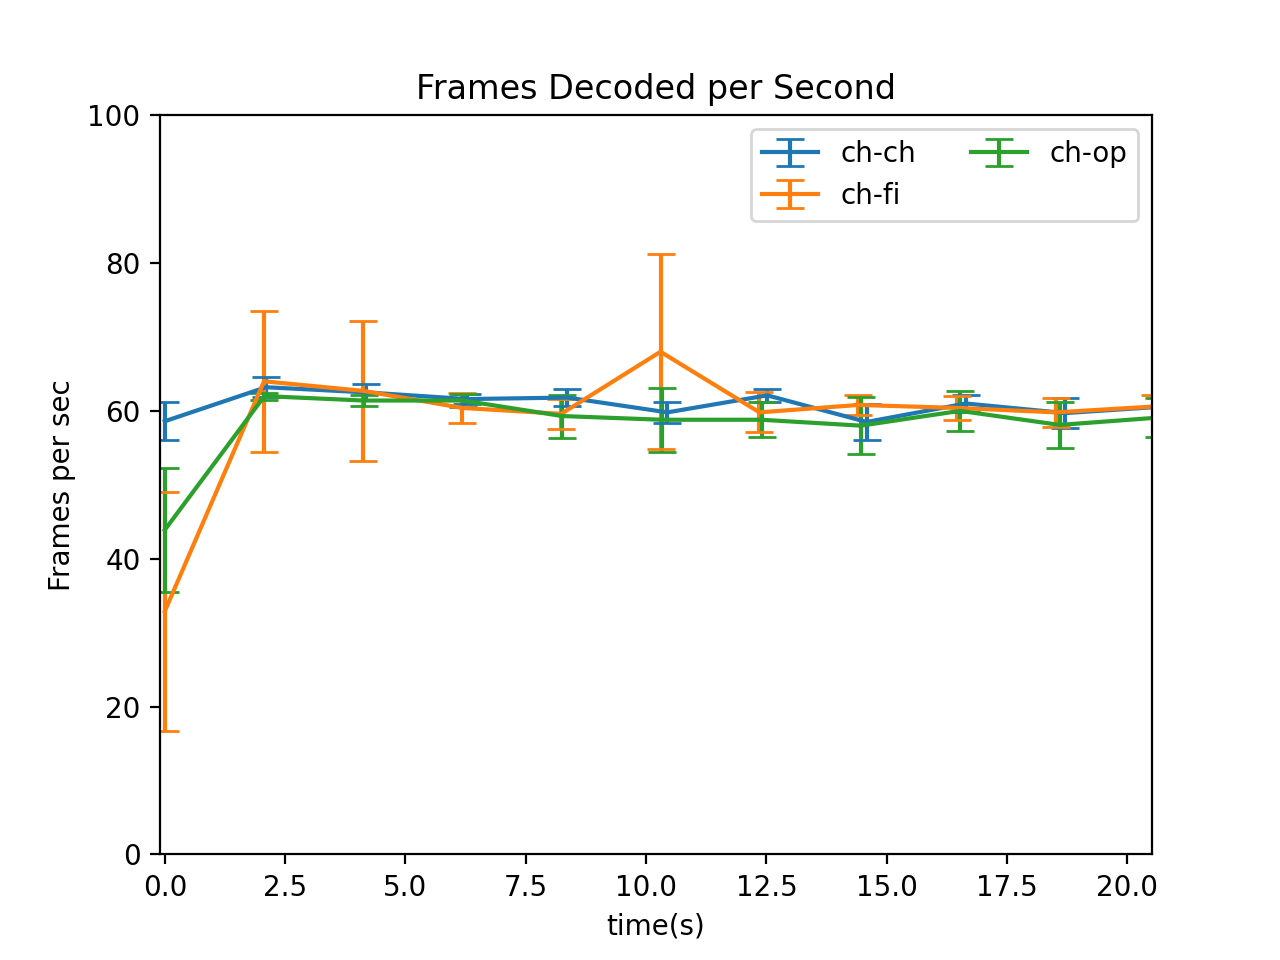 Frames Decoded per Second
ch-ch
ch-fi
ch-op
Frames per sec
100
80
60
40
20
0
0.0 2.5 5.0 7.5 10.0 12.5 15.0 17.5 20.0
time(s)